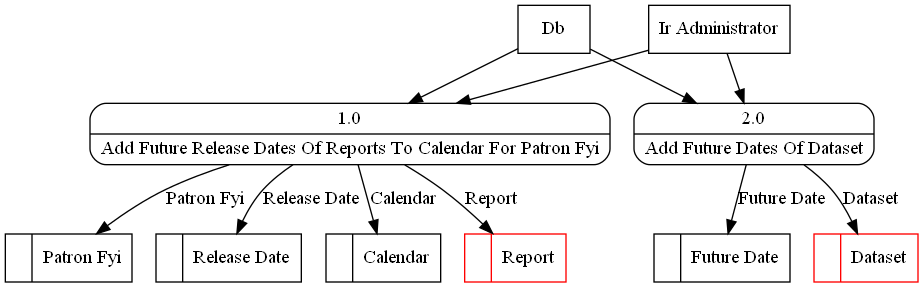 Db
Ir Administrator
1.0
Add Future Release Dates Of Reports To Calendar For Patron Fyi
2.0
Add Future Dates Of Dataset
Patron Fyi
Release Date
Calendar
Report
Future Date
Dataset
Patron Fyi
Release Date
Calendar
Report
Future Date
Dataset